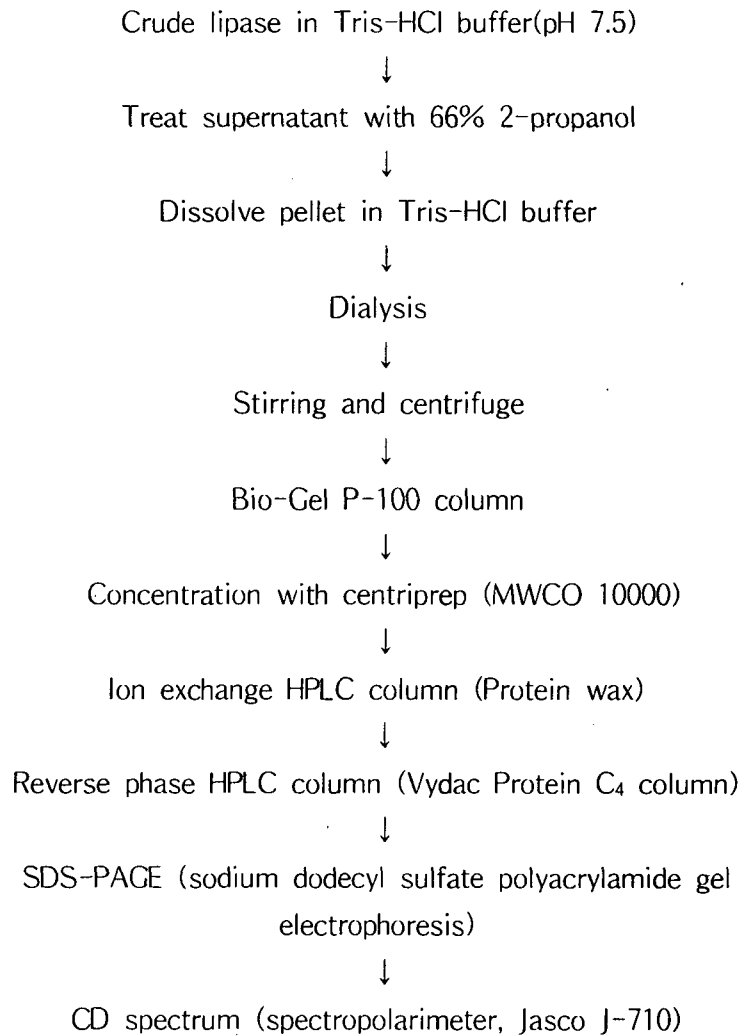 Crude lipase in Tris-HCl buffer(pH 7.5)
↓
Treat supernatant with 66% 2-propanol
↓
Dissolve pellet in Tris-HCl buffer
↓
Dialysis
↓
Stirring and centrifuge
↓
Bio-Gel P-100 column
↓
Concentration with centriprep (MWCO 10000)
↓
Ion exchange HPLC column (Protein wax)
↓
Reverse phase HPLC column (Vydac Protein C₄ column)
↓
SDS-PAGE (sodium dodecyl sulfate polyacrylamide gel
electrophoresis)
↓
CD spectrum (spectropolarimeter, Jasco J-710)